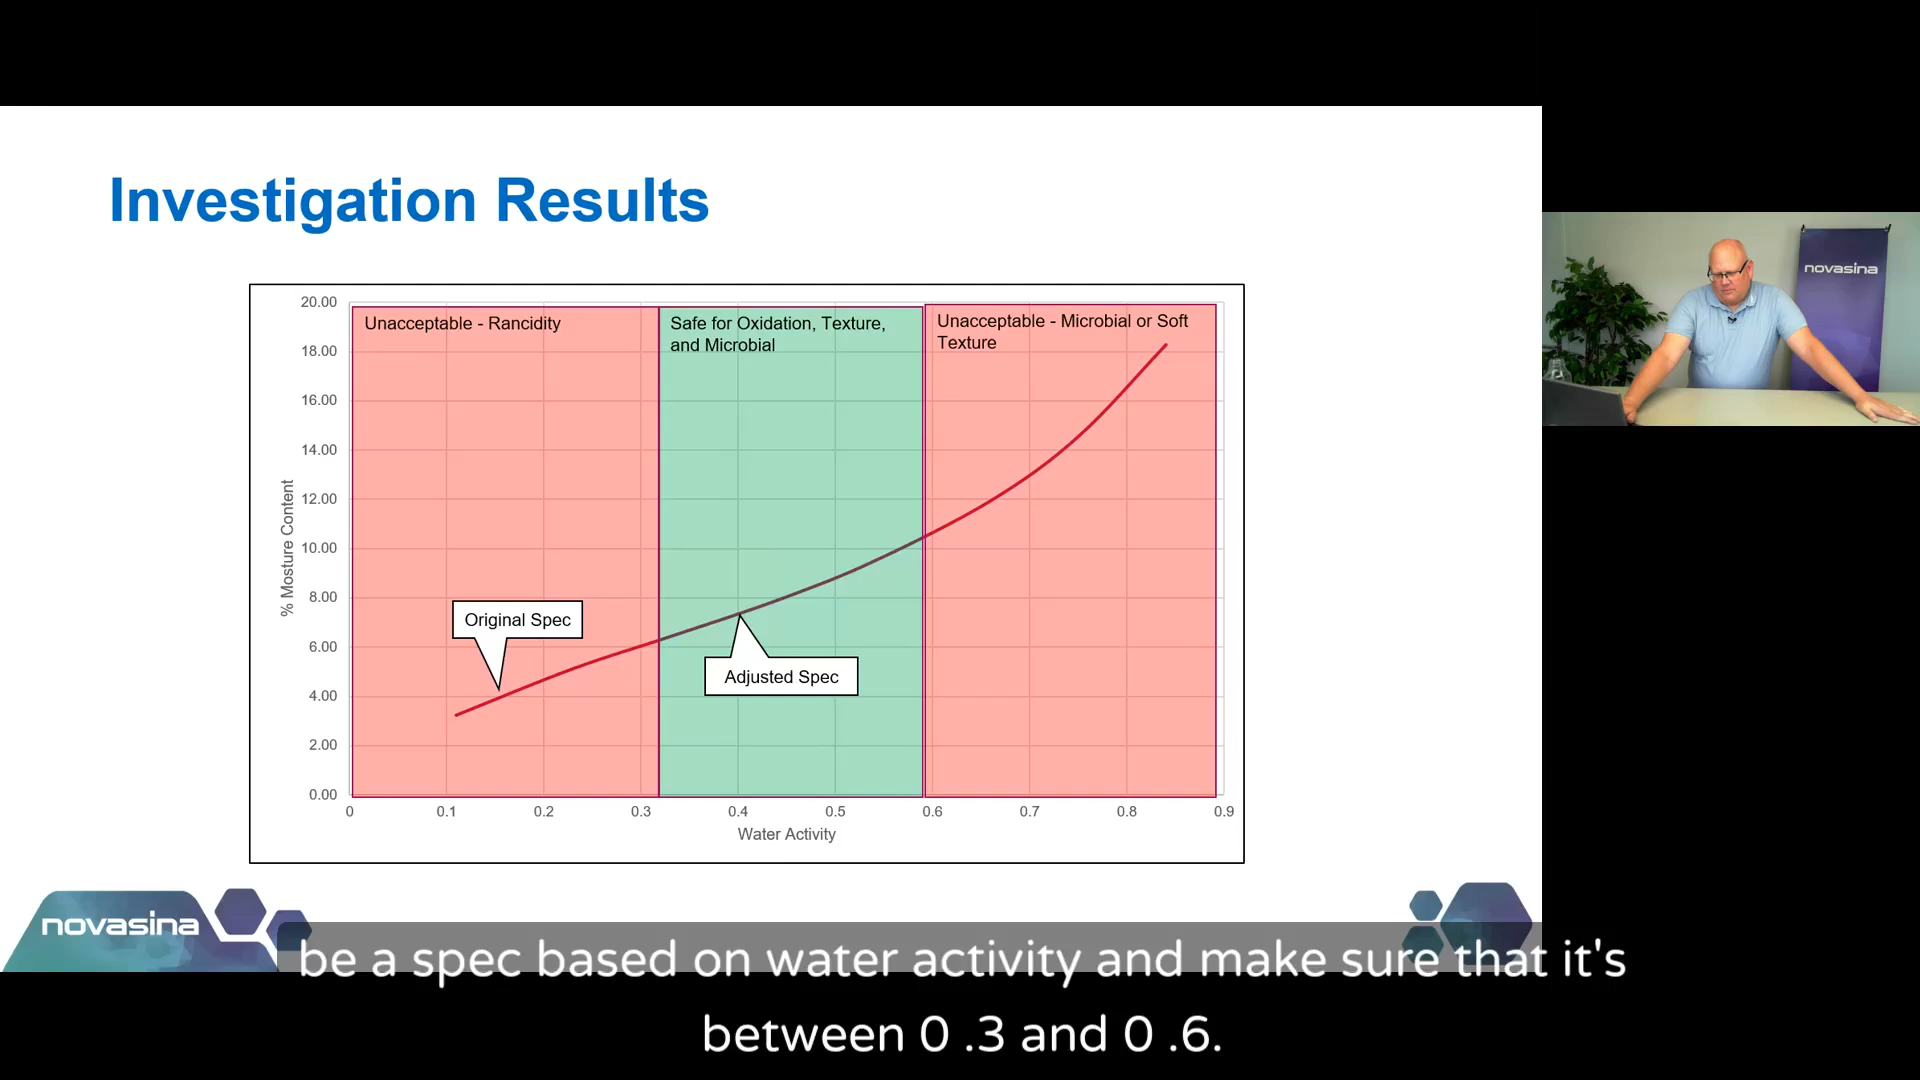 Investigation Results
20.00
18.00
16.00
14.00
12.00
10.00
8.00
6.00
4.00
2.00
0.00
% Mosture Content
Unacceptable - Rancidity
Safe for Oxidation, Texture,
and Microbial
Unacceptable - Microbial or Soft
Texture
Original Spec
Adjusted Spec
0 0.1 0.2 0.3 0.4 0.5 0.6 0.7 0.8 0.9
Water Activity
novasina
novasina
be a spec based on water activity and make sure that it's
between 0 .3 and 0 .6.